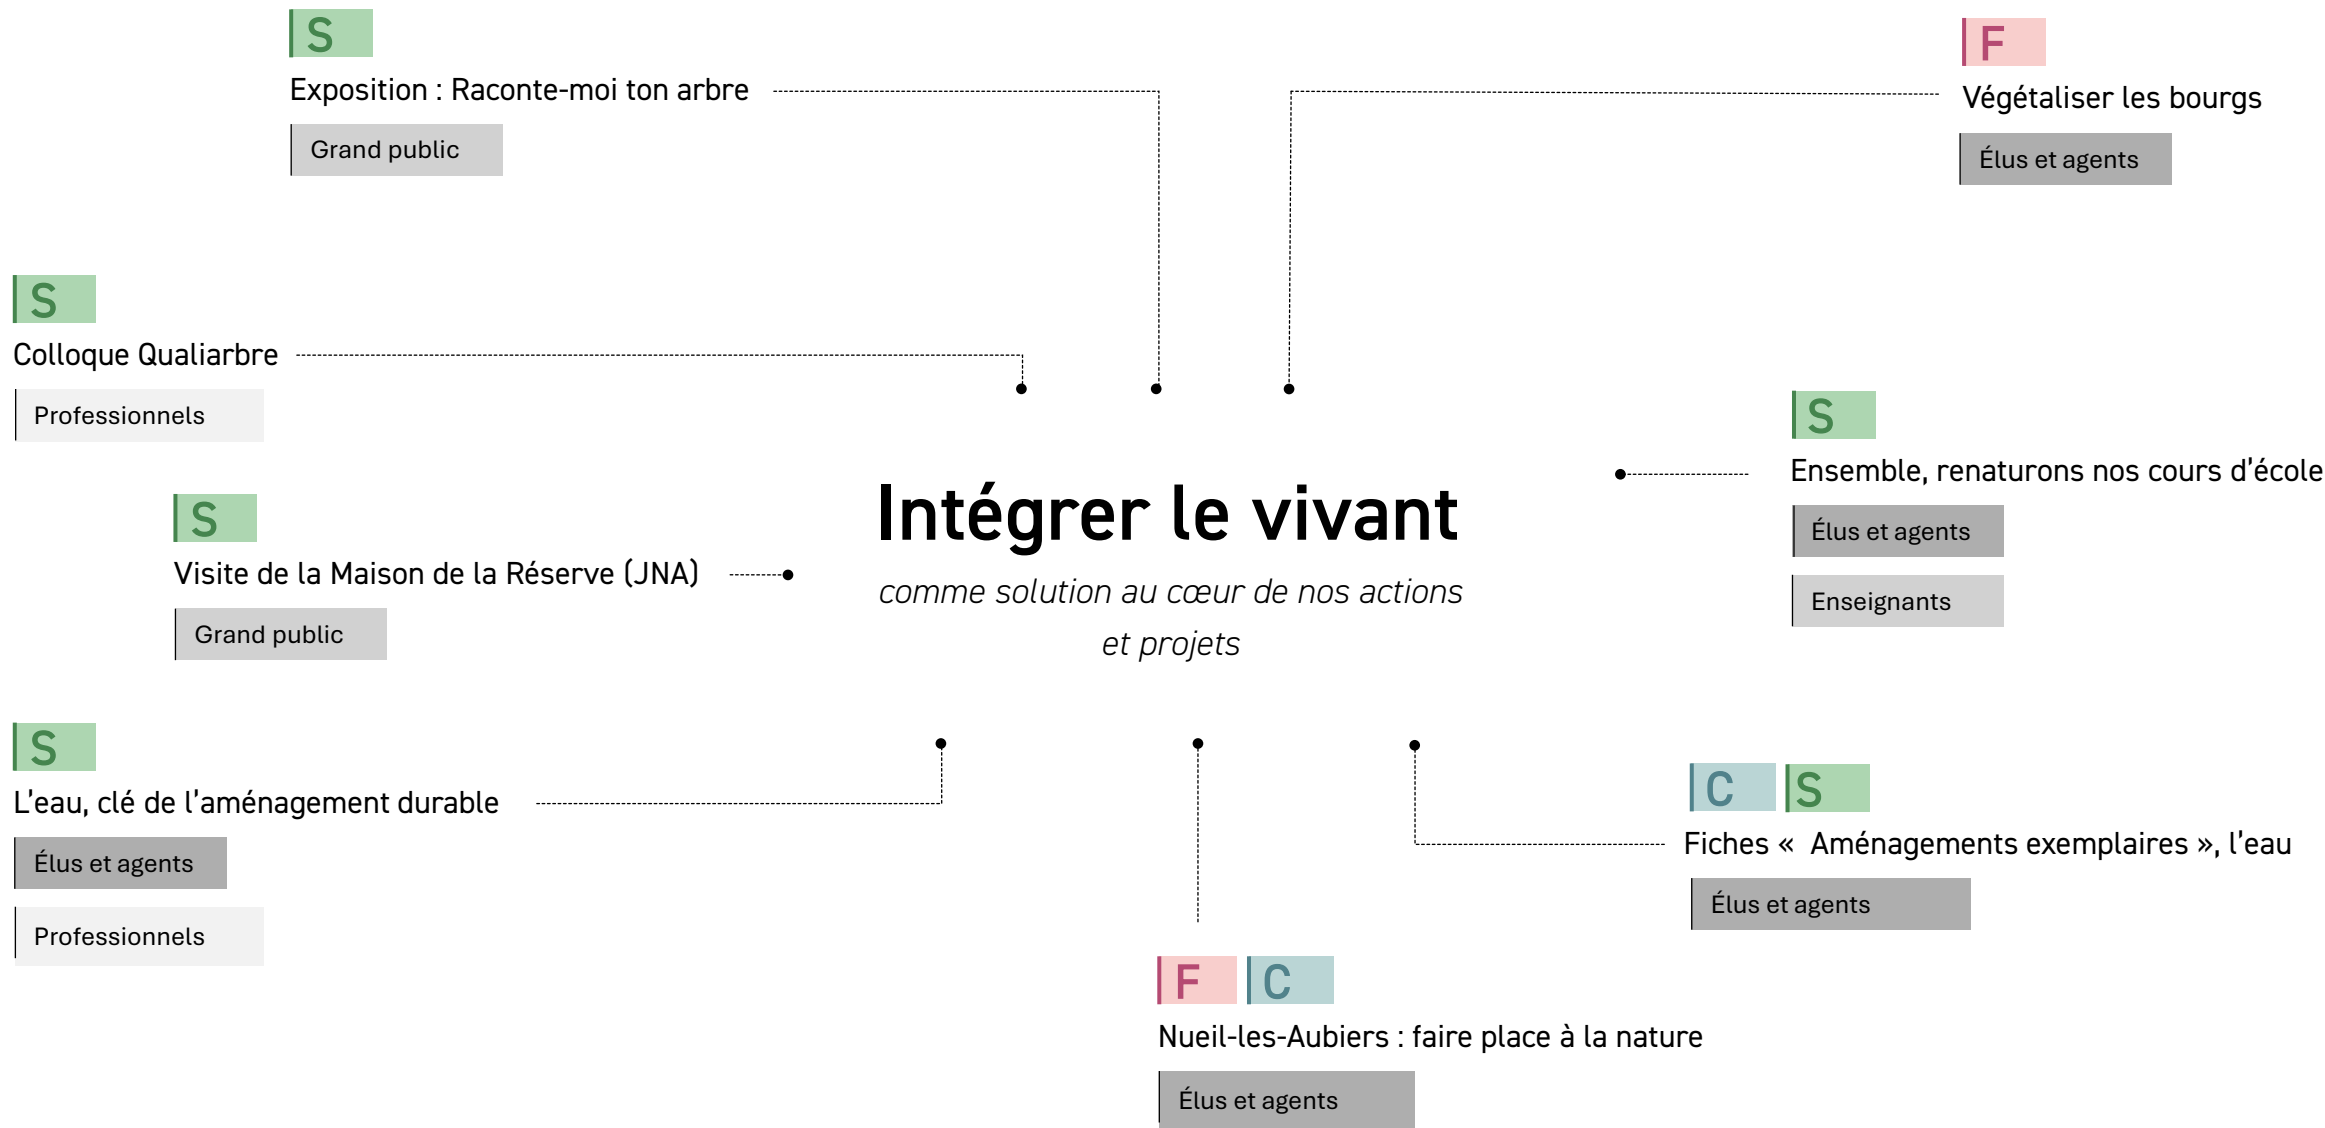 S
Exposition : Raconte-moi ton arbre
Grand public
F
Végétaliser les bourgs
Élus et agents
S
Colloque Qualiarbre
Professionnels
S
Visite de la Maison de la Réserve (JNA)
Grand public
Intégrer le vivant
comme solution au cœur de nos actions
et projets
S
Ensemble, renaturons nos cours d'école
Élus et agents
Enseignants
S
L'eau, clé de l'aménagement durable
Élus et agents
Professionnels
C S
Fiches « Aménagements exemplaires », l'eau
Élus et agents
F C
Nueil-les-Aubiers : faire place à la nature
Élus et agents